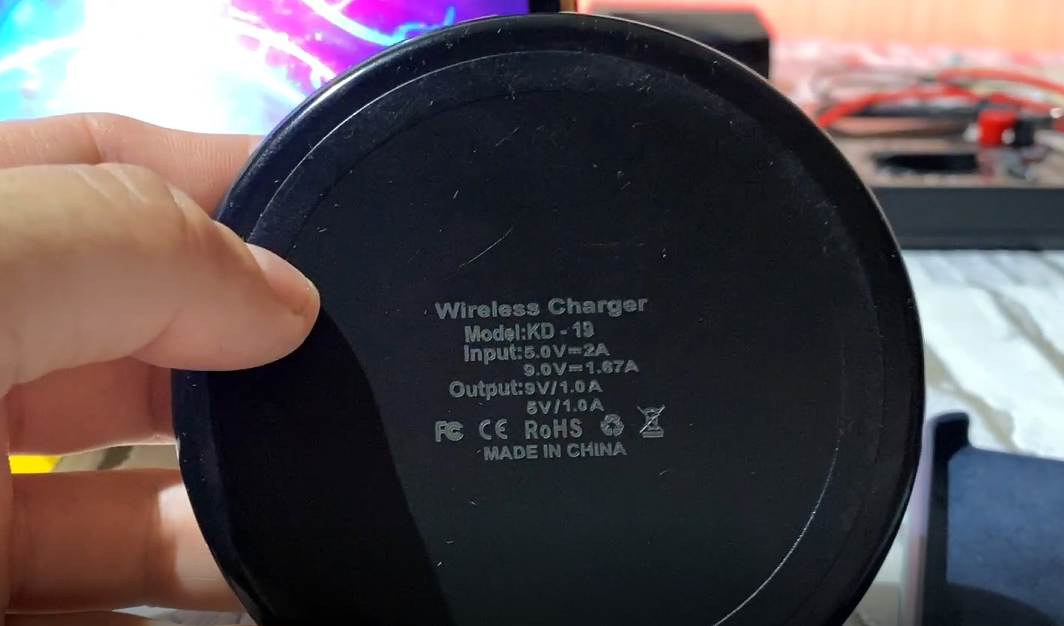 Wireless Charger
Model:KD - 19
Input:5.0V=2A
9.0V=1.67A
Output:9V/1.0A
5V/1.0A
FC CE RoHS
MADE IN CHINA